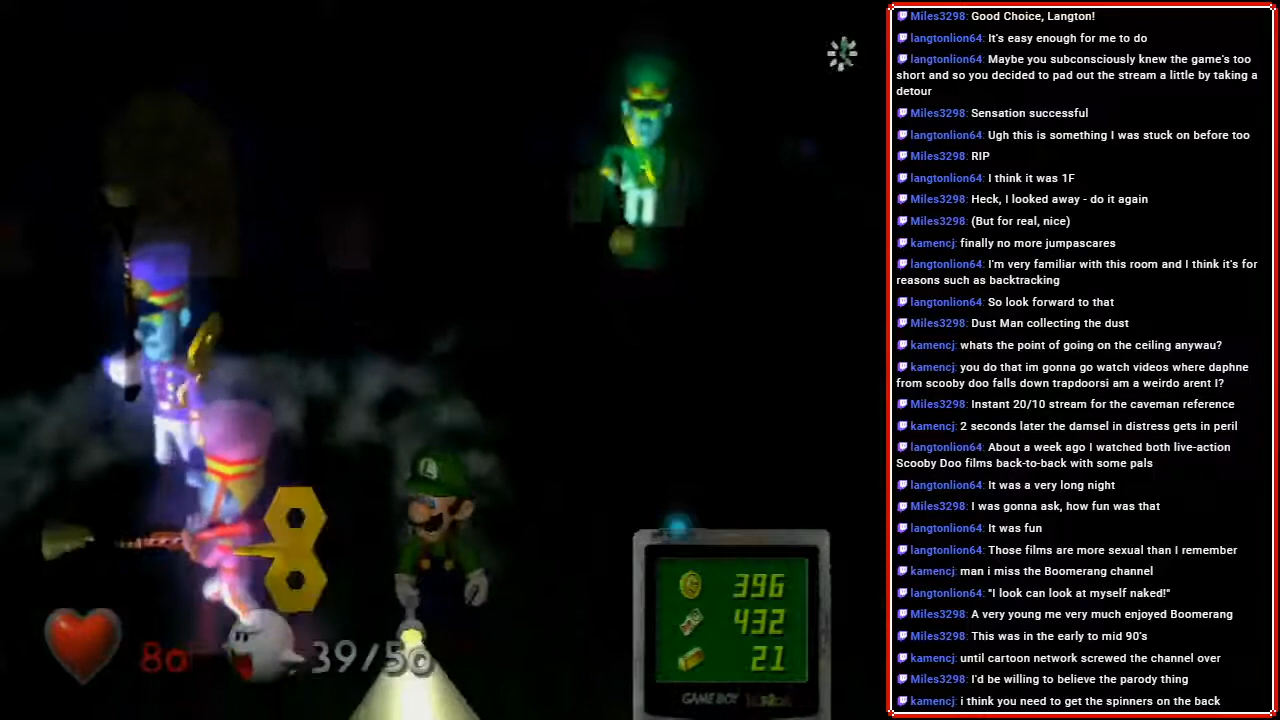 L
80
39/50
396
432
21
GAME BOY HORROR
Miles3298: Good Choice, Langton!
langtonlion64: It's easy enough for me to do
langtonlion64: Maybe you subconsciously knew the game's too
short and so you decided to pad out the stream a little by taking a
detour
Miles3298: Sensation successful
langtonlion64: Ugh this is something I was stuck on before too
Miles3298: RIP
langtonlion64: I think it was 1F
Miles3298: Heck, I looked away - do it again
Miles3298: (But for real, nice)
kamencj: finally no more jumpascares
langtonlion64: I'm very familiar with this room and I think it's for
reasons such as backtracking
langtonlion64: So look forward to that
Miles3298: Dust Man collecting the dust
kamencj: whats the point of going on the ceiling anywau?
kamencj: you do that im gonna go watch videos where daphne
from scooby doo falls down trapdoorsi am a weirdo arent I?
Miles3298: Instant 20/10 stream for the caveman reference
kamencj: 2 seconds later the damsel in distress gets in peril
langtonlion64: About a week ago I watched both live-action
Scooby Doo films back-to-back with some pals
langtonlion64: It was a very long night
Miles3298: I was gonna ask, how fun was that
langtonlion64: It was fun
langtonlion64: Those films are more sexual than I remember
kamencj: man i miss the Boomerang channel
langtonlion64: "I look can look at myself naked!"
Miles3298: A very young me very much enjoyed Boomerang
Miles3298: This was in the early to mid 90's
kamencj: until cartoon network screwed the channel over
Miles3298: I'd be willing to believe the parody thing
kamencj: i think you need to get the spinners on the back